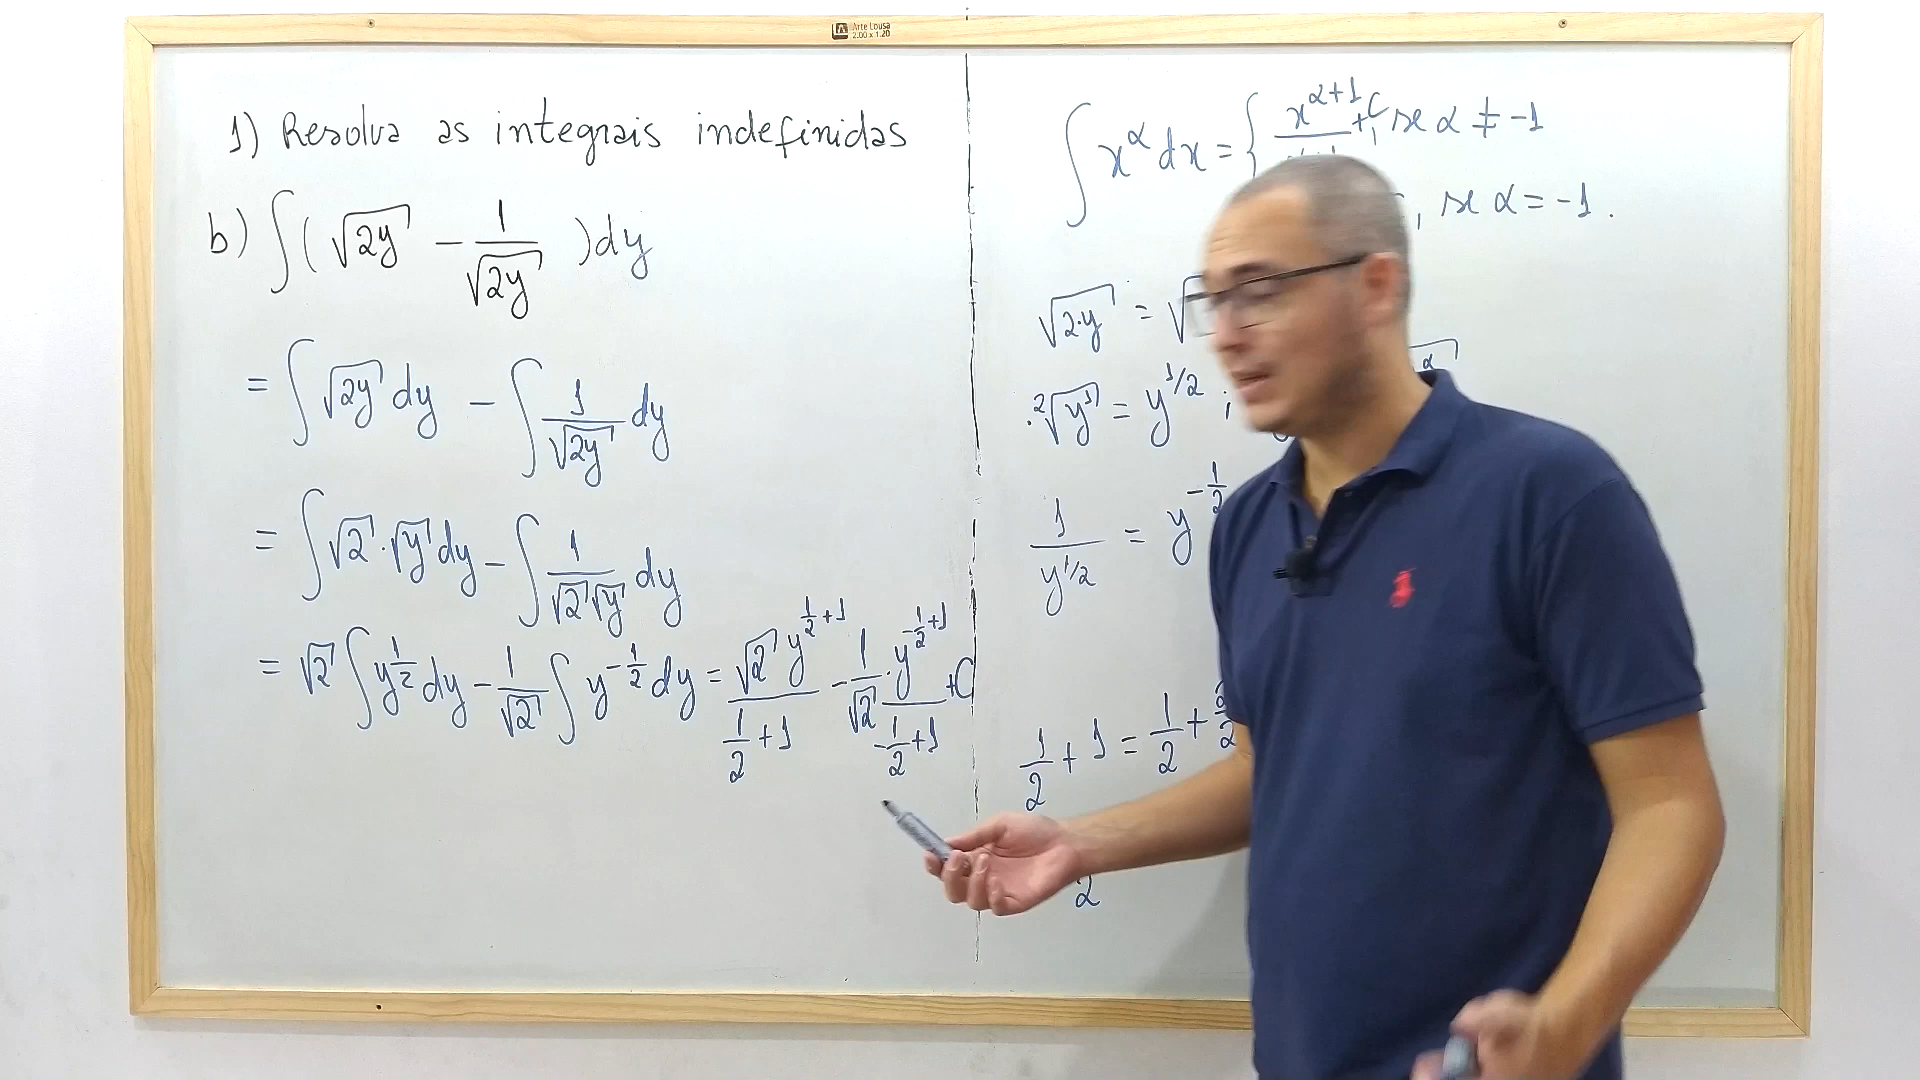 Arte Lousa
2.00 x 1.20
1) Resolva as integrais indefinidas
b) ∫(√2y − 1/√2y)dy
= ∫√2y dy − ∫1/√2y dy
= ∫√2·√y dy − ∫1/√2√y dy
= √2∫y^1/2 dy − 1/√2∫y^−1/2 dy = √2 y^1/2+1/1/2+1 − 1/√2·y^−1/2+1/−1/2+1 + C
∫x^α dx = { x^α+1 + C, se α ≠ −1
, se α = −1.
√2·y = √
·²√y¹ = y^1/2 ;
1/y^1/2 = y^−1/2
1/2 + 1 = 1/2 + 2/2
2